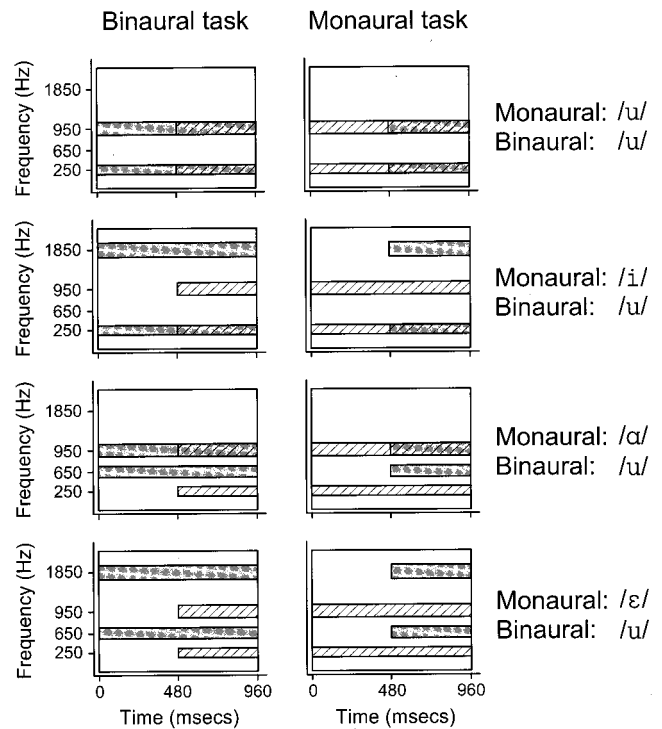 Binaural task Monaural task
Frequency (Hz)
1850
950
650
250
Monaural: /u/
Binaural: /u/
Frequency (Hz)
1850
950
650
250
Monaural: /i/
Binaural: /u/
Frequency (Hz)
1850
950
650
250
Monaural: /ɑ/
Binaural: /u/
Frequency (Hz)
1850
950
650
250
Monaural: /ɛ/
Binaural: /u/
0 480 960 0 480 960
Time (msecs) Time (msecs)